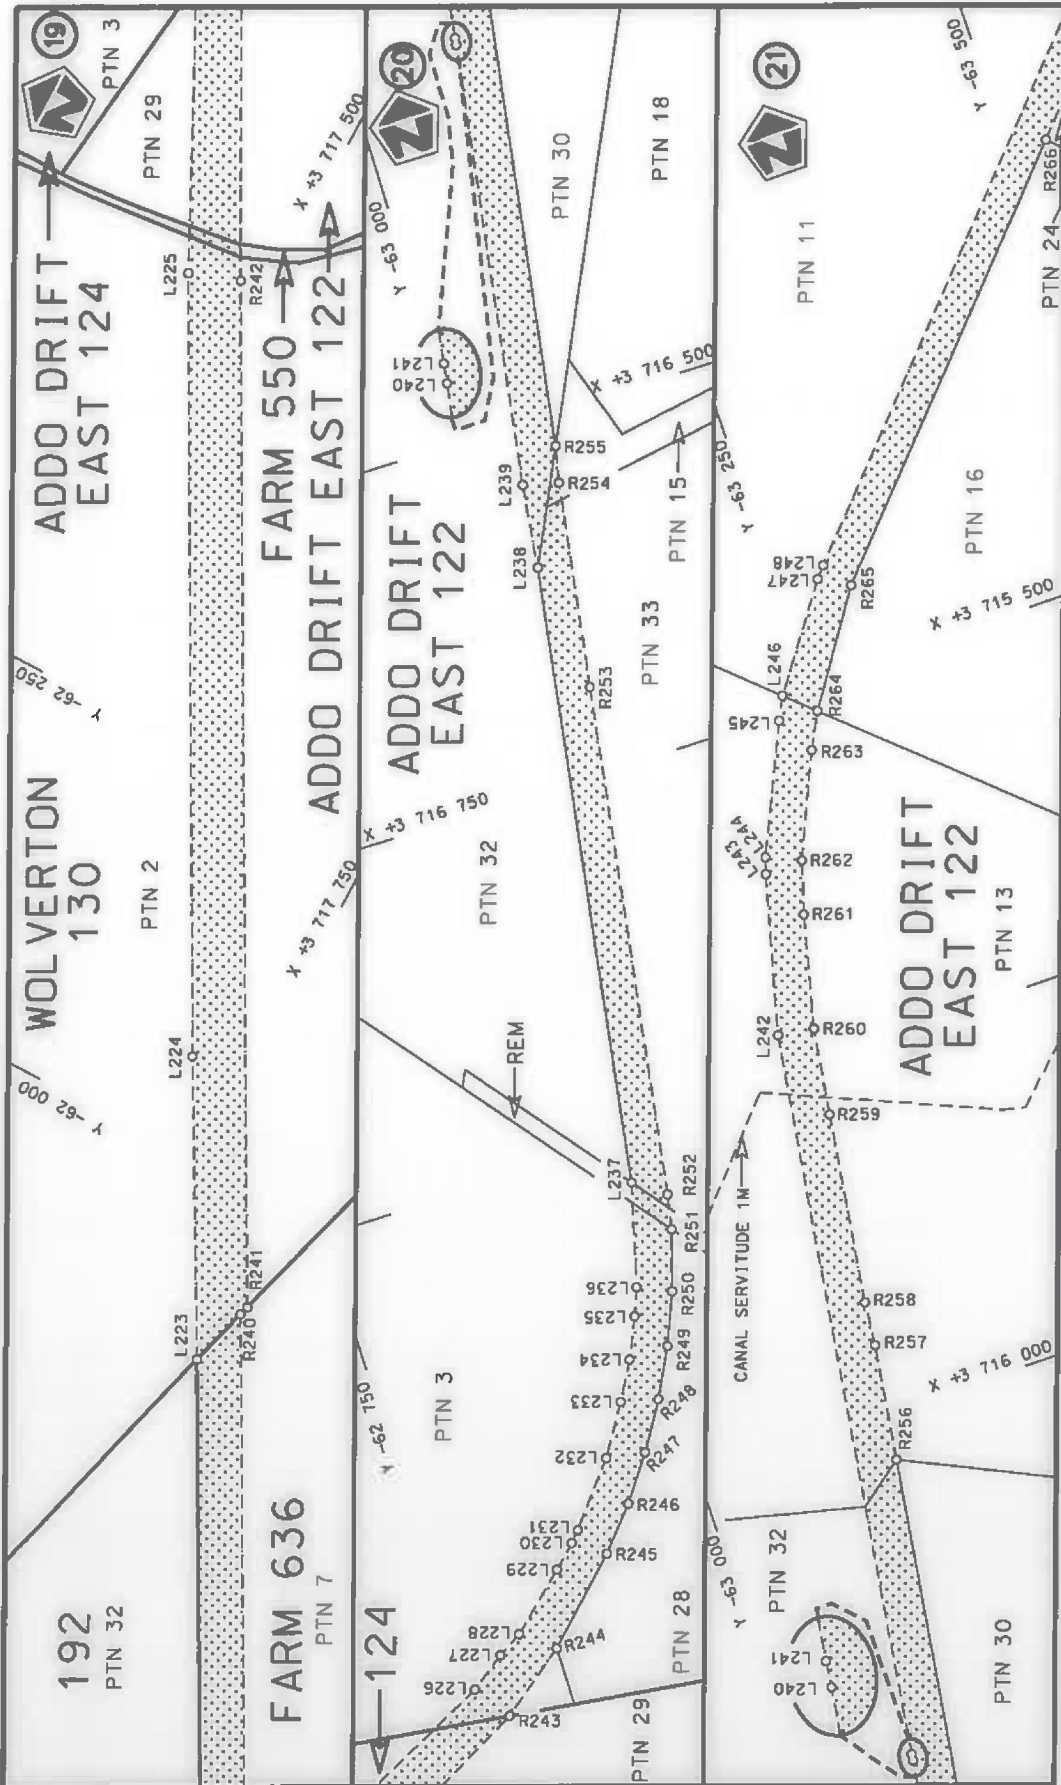 19
PTN 3
PTN 29
ADDO DRIFT
EAST 124
L225
R242
X +3 717 500
FARM 550
ADDO DRIFT EAST 122
Y -62 250
WOLVERTON
130
PTN 2
X +3 717 750
L224
Y -62 000
L223
R240
R241
192
PTN 32
FARM 636
PTN 7
20
Y -63 000
PTN 30
PTN 18
L241
L240
X +3 716 500
R255
R254
L239
L238
PTN 15
ADDO DRIFT
EAST 122
PTN 33
R253
X +3 716 750
PTN 32
REM
L237
R252
R251
L236
R250
L235
R249
L234
L233
R248
Y -62 750
PTN 3
L232
R247
R246
L231
L230
L229
R245
L228
L227
R244
L226
R243
PTN 28
PTN 29
124
21
Y -63 500
R266
PTN 24
PTN 11
Y -63 250
PTN 16
L248
L247
R265
X +3 715 500
L246
L245
R264
R263
L244
L243
R262
R261
ADDO DRIFT
EAST 122
PTN 13
L242
R260
R259
CANAL SERVITUDE 1M
R258
R257
X +3 716 000
R256
Y -63 000
PTN 32
L241
L240
PTN 30